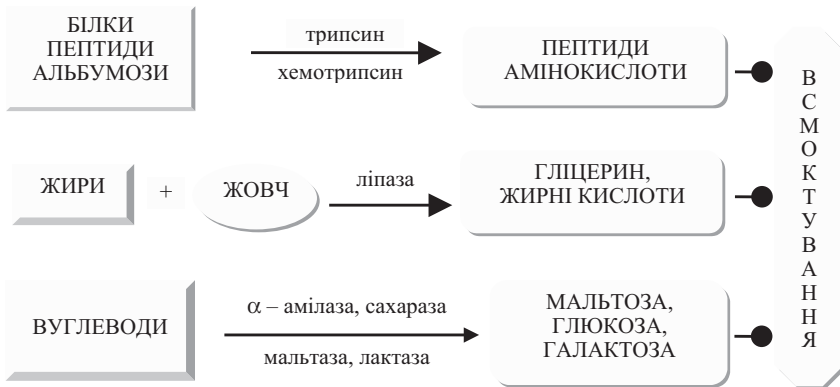 БІЛКИ
ПЕПТИДИ
АЛЬБУМОЗИ
трипсин
хемотрипсин
ПЕПТИДИ
АМІНОКИСЛОТИ
ЖИРИ
+
ЖОВЧ
ліпаза
ГЛІЦЕРИН,
ЖИРНІ КИСЛОТИ
ВУГЛЕВОДИ
α – амілаза, сахараза
мальтаза, лактаза
МАЛЬТОЗА,
ГЛЮКОЗА,
ГАЛАКТОЗА
ВСМОКТУВАННЯ